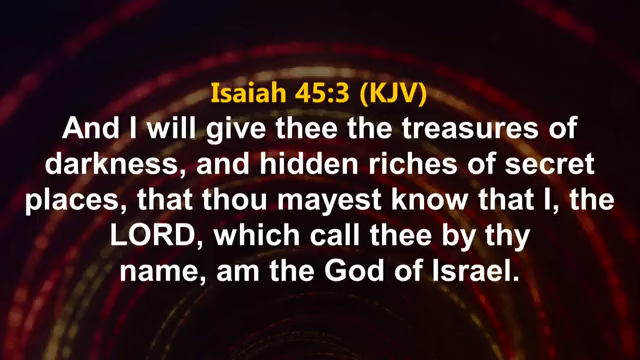 Isaiah 45:3 (KJV)
And I will give thee the treasures of
darkness, and hidden riches of secret
places, that thou mayest know that I, the
LORD, which call thee by thy
name, am the God of Israel.